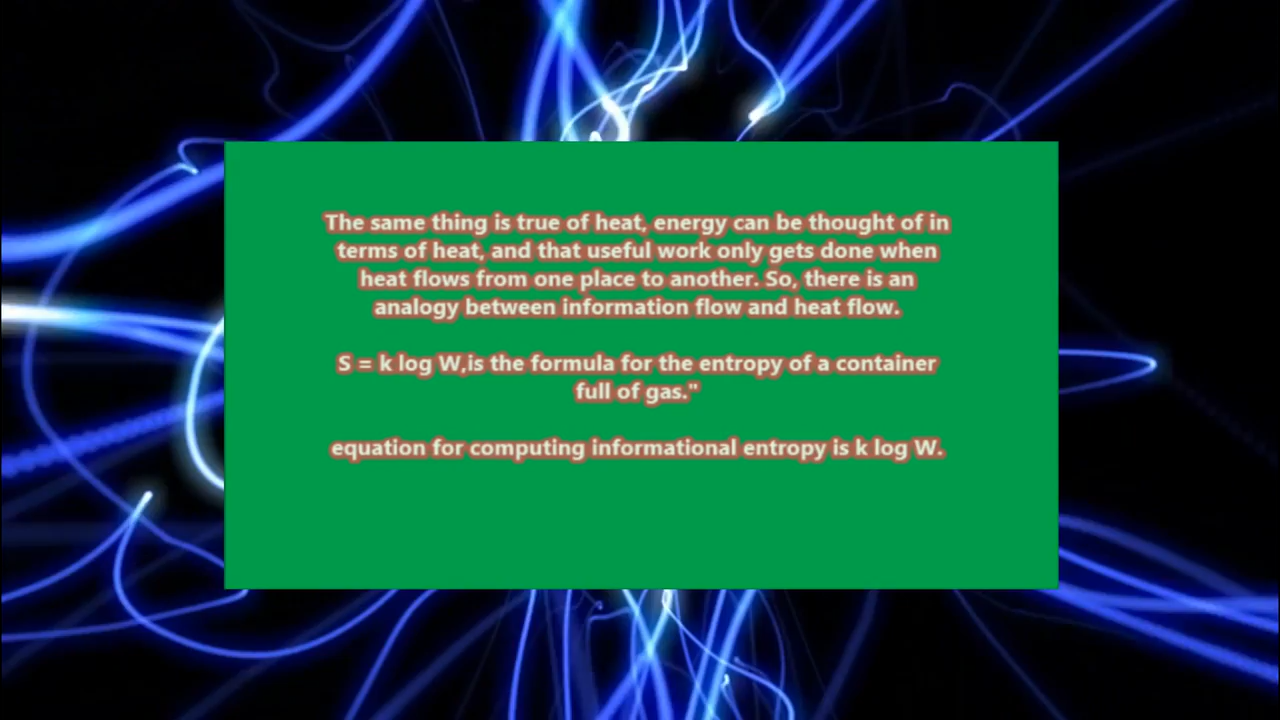 The same thing is true of heat, energy can be thought of in
terms of heat, and that useful work only gets done when
heat flows from one place to another. So, there is an
analogy between information flow and heat flow.
S = k log W,is the formula for the entropy of a container
full of gas."
equation for computing informational entropy is k log W.